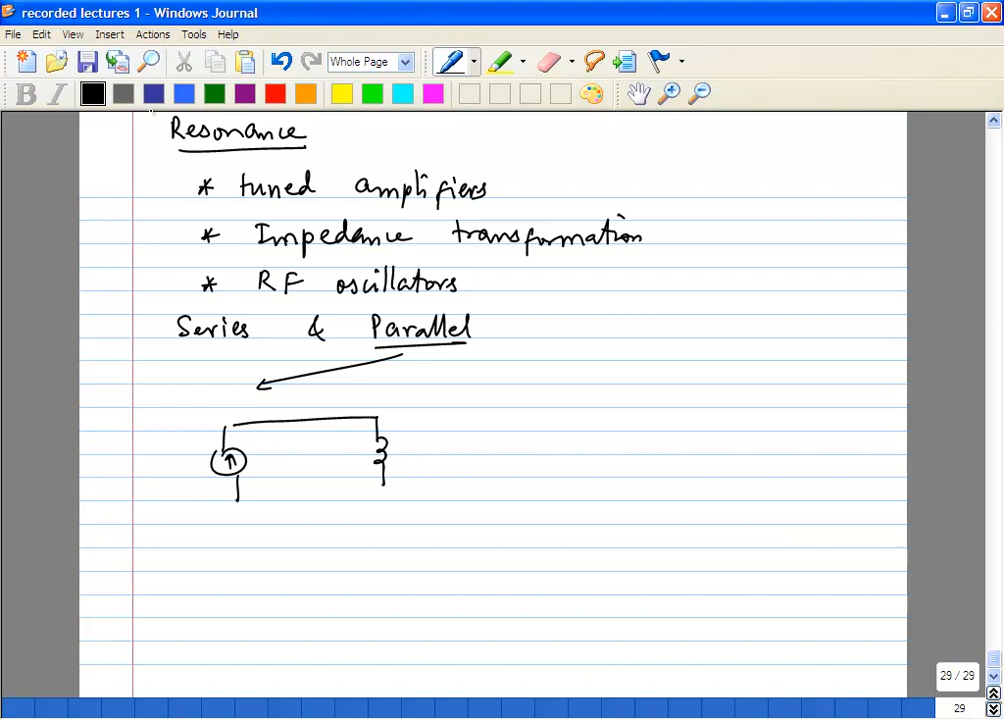 recorded lectures 1 - Windows Journal
File Edit View Insert Actions Tools Help
Whole Page
B I
Resonance
* tuned amplifiers
* Impedance transformation
* RF oscillators
Series & Parallel
29 / 29
29